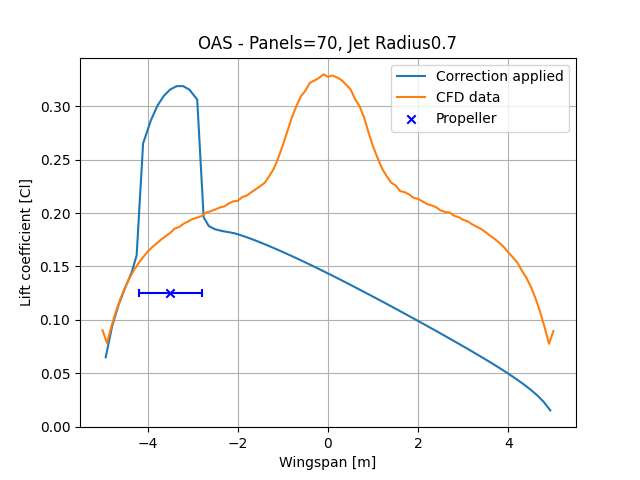 OAS - Panels=70, Jet Radius0.7
Correction applied
CFD data
Propeller
Lift coefficient [Cl]
0.30
0.25
0.20
0.15
0.10
0.05
0.00
−4
−2
0
2
4
Wingspan [m]